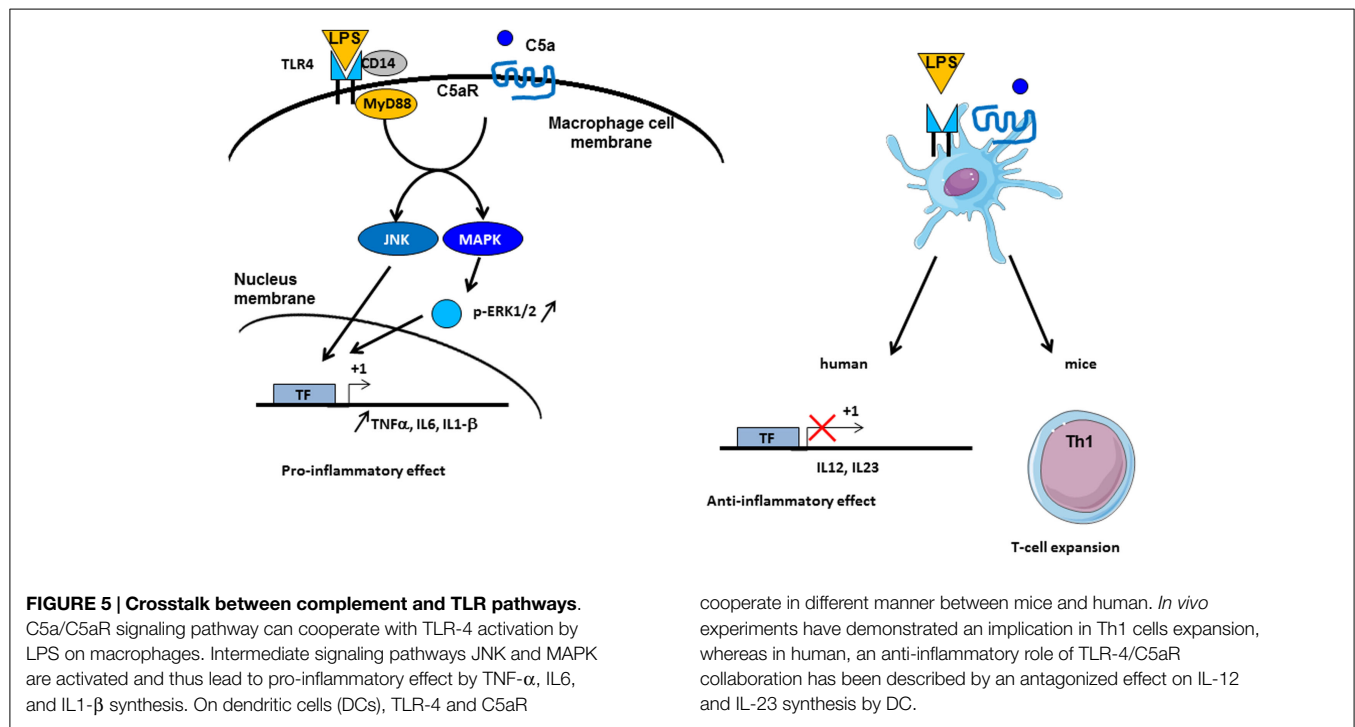 LPS
TLR4
CD14
MyD88
C5a
C5aR
Macrophage cell
membrane
JNK
MAPK
Nucleus
membrane
p-ERK1/2
+1
TF
TNFα, IL6, IL1-β
Pro-inflammatory effect
LPS
human
mice
+1
TF
IL12, IL23
Anti-inflammatory effect
Th1
T-cell expansion
FIGURE 5 | Crosstalk between complement and TLR pathways.
C5a/C5aR signaling pathway can cooperate with TLR-4 activation by
LPS on macrophages. Intermediate signaling pathways JNK and MAPK
are activated and thus lead to pro-inflammatory effect by TNF-α, IL6,
and IL1-β synthesis. On dendritic cells (DCs), TLR-4 and C5aR
cooperate in different manner between mice and human. In vivo
experiments have demonstrated an implication in Th1 cells expansion,
whereas in human, an anti-inflammatory role of TLR-4/C5aR
collaboration has been described by an antagonized effect on IL-12
and IL-23 synthesis by DC.